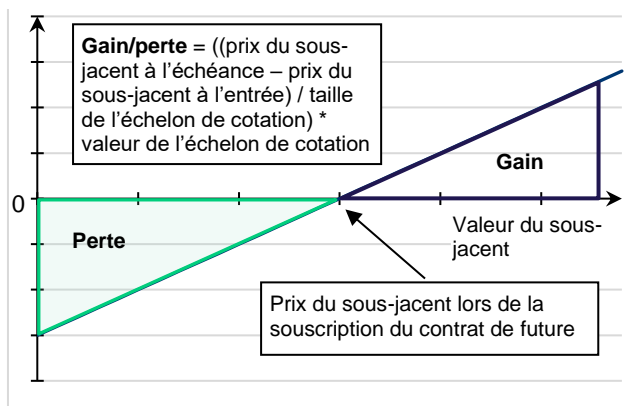 Gain/perte = ((prix du sous-
jacent à l’échéance – prix du
sous-jacent à l’entrée) / taille
de l’échelon de cotation) *
valeur de l’échelon de cotation
Gain
0
Valeur du sous-
jacent
Perte
Prix du sous-jacent lors de la
souscription du contrat de future